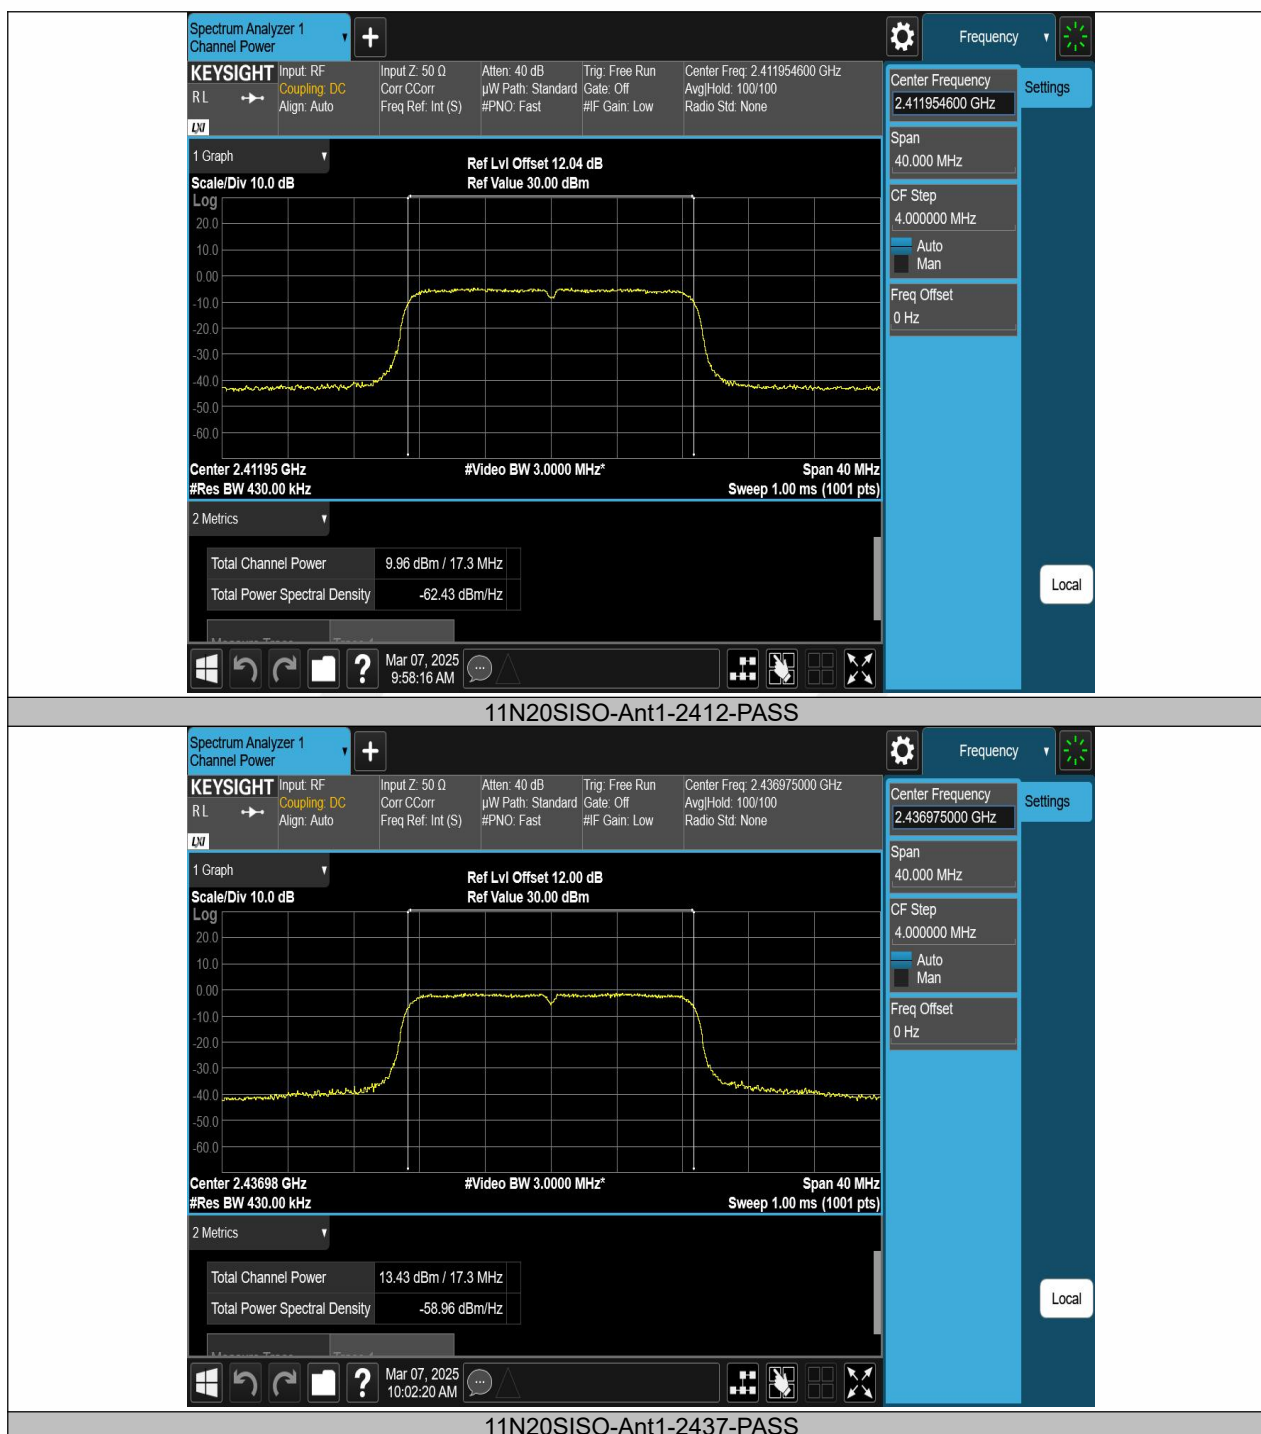 Spectrum Analyzer 1
Channel Power
Frequency
KEYSIGHT
R L
LXI
Input: RF
Coupling: DC
Align: Auto
Input Z: 50 Ω
Corr CCorr
Freq Ref: Int (S)
Atten: 40 dB
µW Path: Standard
#PNO: Fast
Trig: Free Run
Gate: Off
#IF Gain: Low
Center Freq: 2.411954600 GHz
Avg|Hold: 100/100
Radio Std: None
Center Frequency
2.411954600 GHz
Settings
Span
40.000 MHz
CF Step
4.000000 MHz
Auto
Man
Freq Offset
0 Hz
Local
1 Graph
Scale/Div 10.0 dB
Ref Lvl Offset 12.04 dB
Ref Value 30.00 dBm
Log
20.0
10.0
0.00
-10.0
-20.0
-30.0
-40.0
-50.0
-60.0
Center 2.41195 GHz
#Video BW 3.0000 MHz*
Span 40 MHz
#Res BW 430.00 kHz
Sweep 1.00 ms (1001 pts)
2 Metrics
Total Channel Power 9.96 dBm / 17.3 MHz
Total Power Spectral Density -62.43 dBm/Hz
?
Mar 07, 2025
9:58:16 AM
11N20SISO-Ant1-2412-PASS
Spectrum Analyzer 1
Channel Power
Frequency
KEYSIGHT
R L
LXI
Input: RF
Coupling: DC
Align: Auto
Input Z: 50 Ω
Corr CCorr
Freq Ref: Int (S)
Atten: 40 dB
µW Path: Standard
#PNO: Fast
Trig: Free Run
Gate: Off
#IF Gain: Low
Center Freq: 2.436975000 GHz
Avg|Hold: 100/100
Radio Std: None
Center Frequency
2.436975000 GHz
Settings
Span
40.000 MHz
CF Step
4.000000 MHz
Auto
Man
Freq Offset
0 Hz
Local
1 Graph
Scale/Div 10.0 dB
Ref Lvl Offset 12.00 dB
Ref Value 30.00 dBm
Log
20.0
10.0
0.00
-10.0
-20.0
-30.0
-40.0
-50.0
-60.0
Center 2.43698 GHz
#Video BW 3.0000 MHz*
Span 40 MHz
#Res BW 430.00 kHz
Sweep 1.00 ms (1001 pts)
2 Metrics
Total Channel Power 13.43 dBm / 17.3 MHz
Total Power Spectral Density -58.96 dBm/Hz
?
Mar 07, 2025
10:02:20 AM
11N20SISO-Ant1-2437-PASS